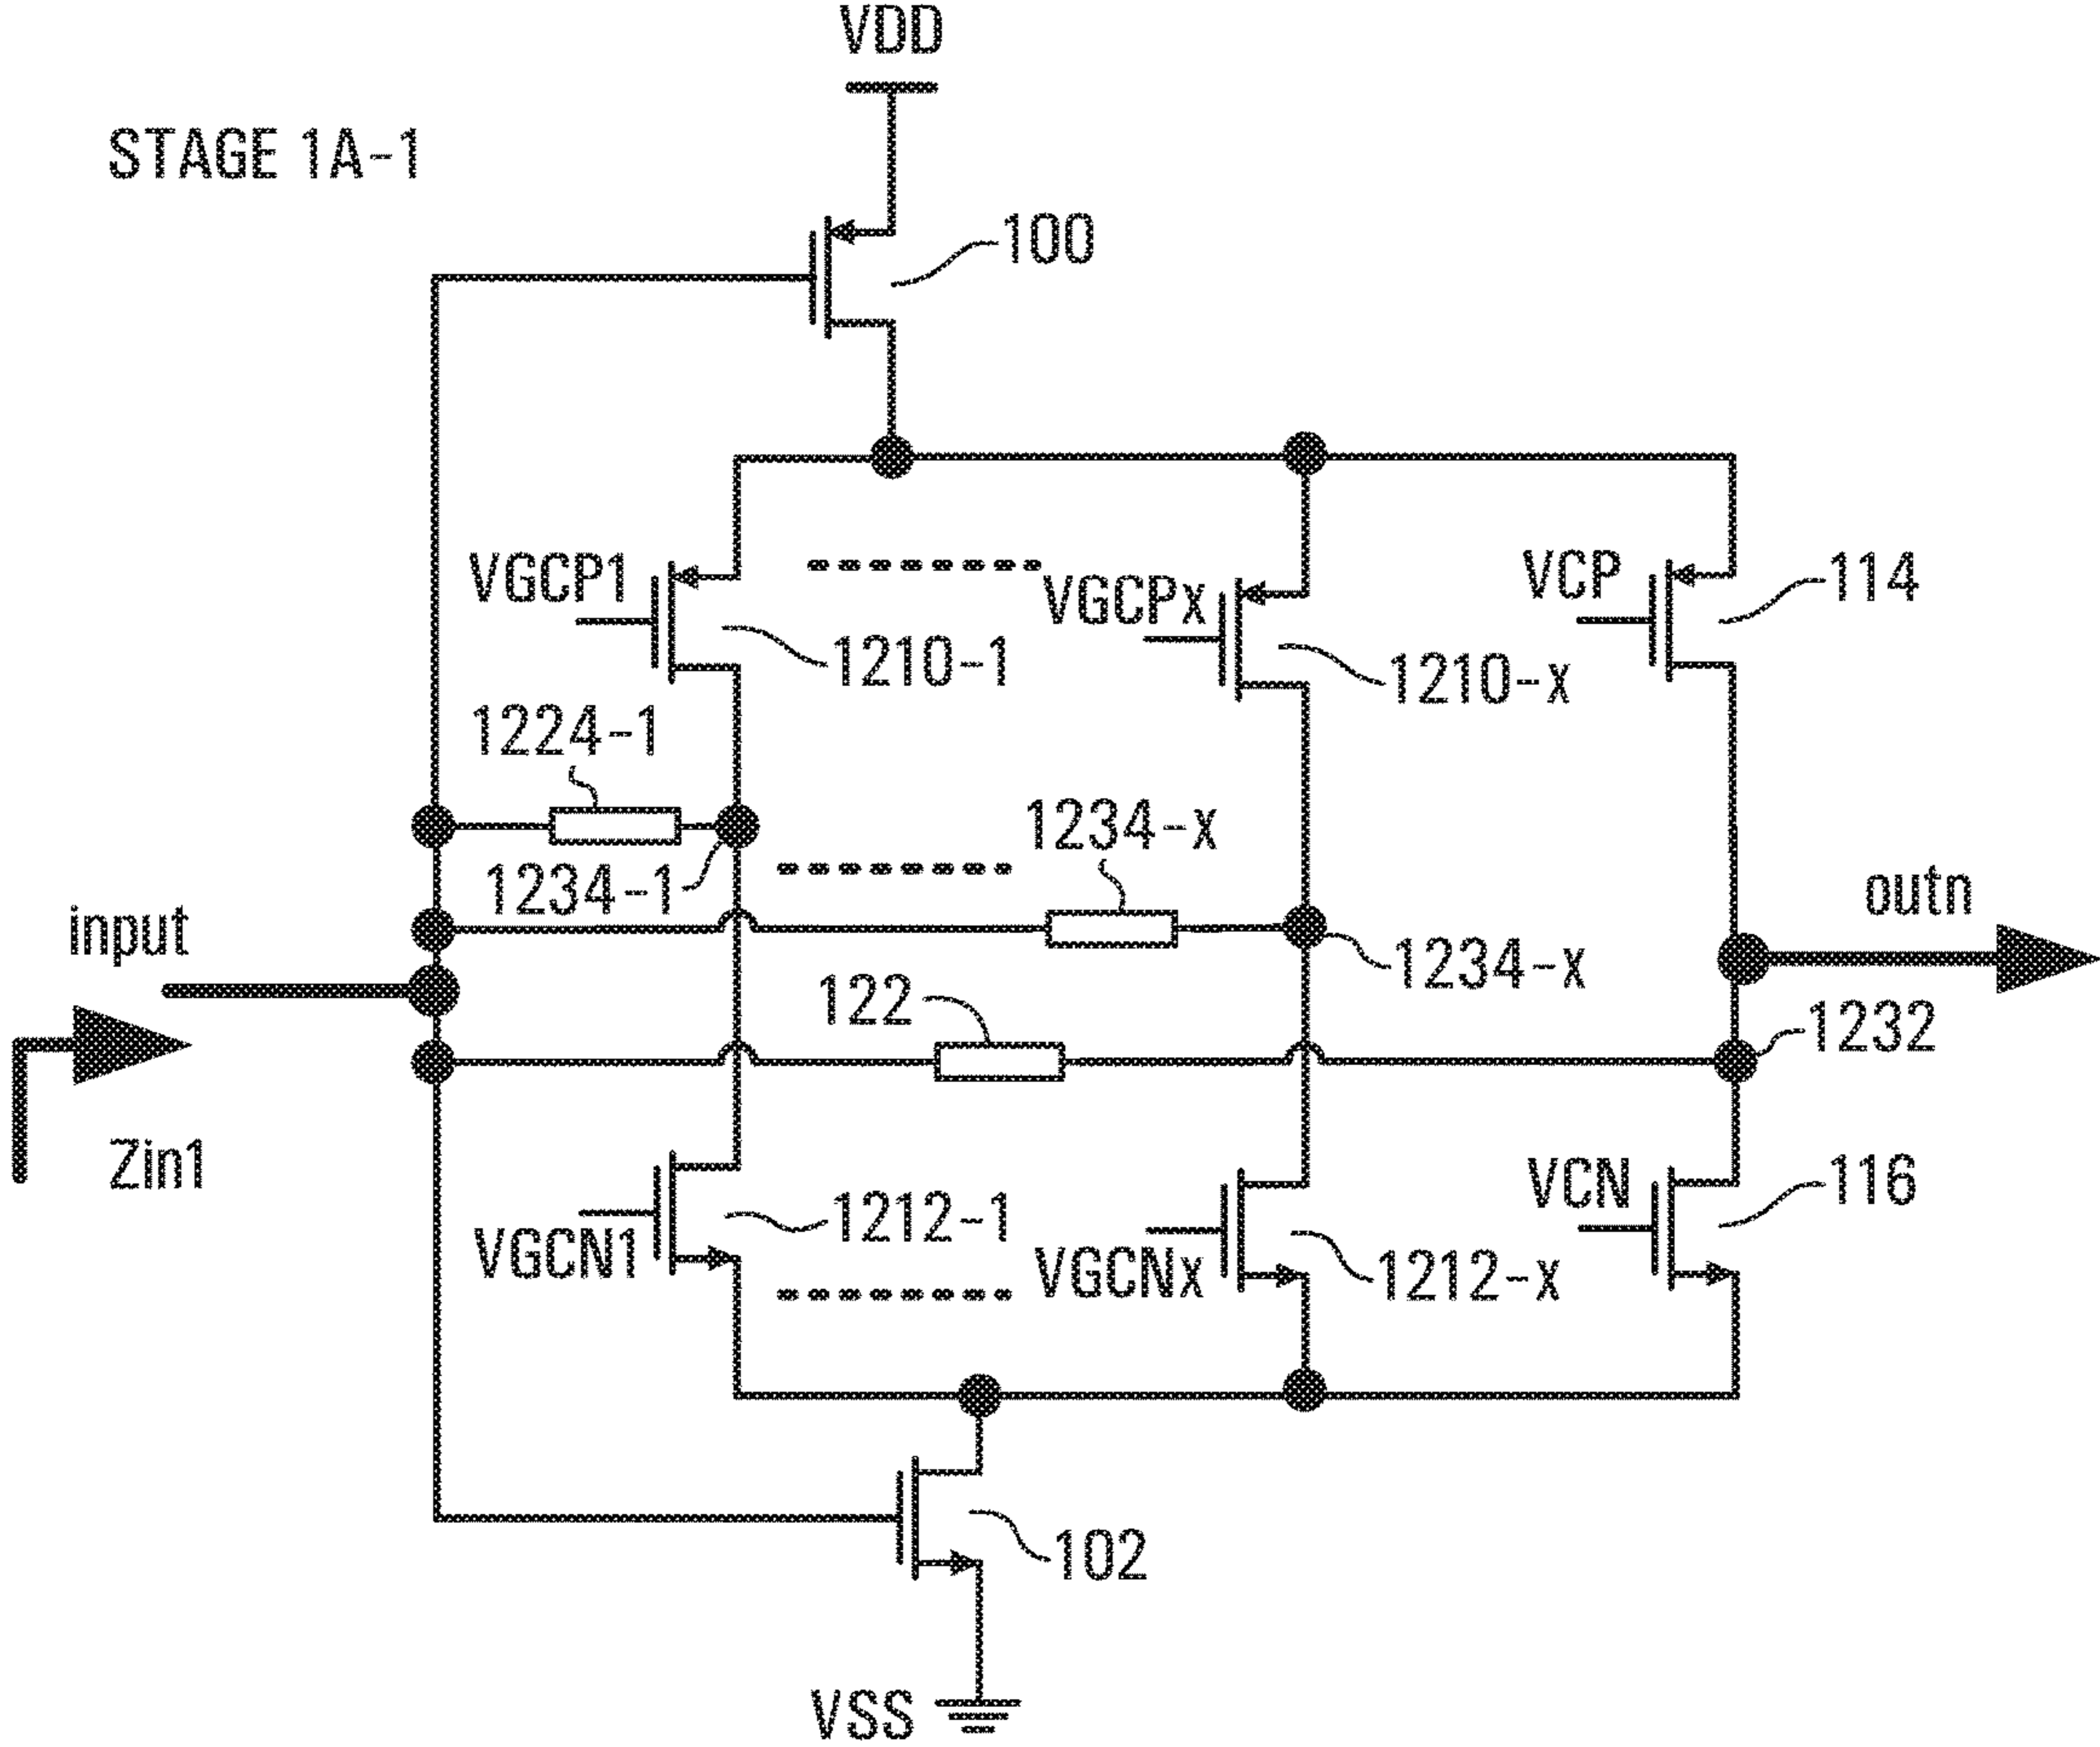 VDD
STAGE 1A-1
100
VGCP1
VGCPx
VCP
114
1210-1
1210-x
1224-1
1234-x
1234-1
input
outn
1234-x
122
1232
Zin1
VCN
116
1212-1
VGCN1
VGCNx
1212-x
102
VSS